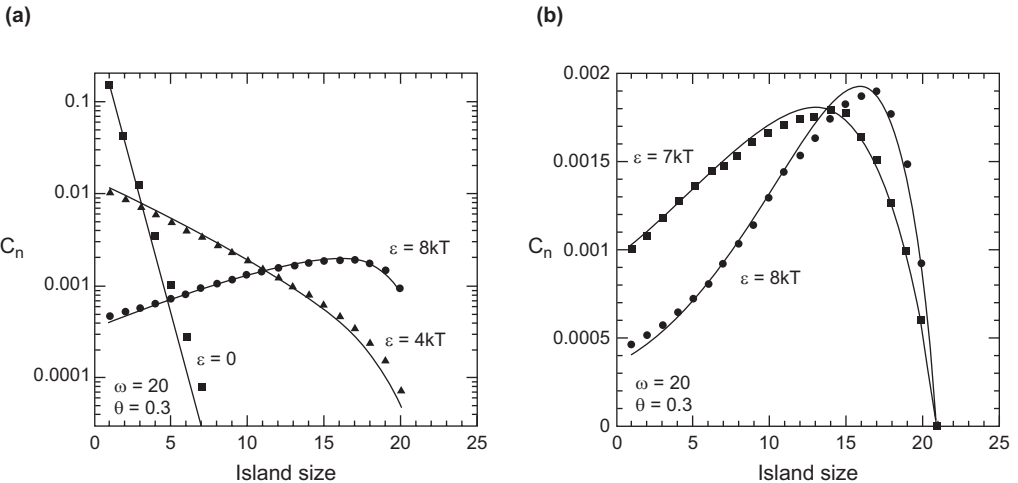 (a)
0.1
0.01
0.001
0.0001
C_n
0 5 10 15 20 25
Island size
ε = 8kT
ε = 4kT
ε = 0
ω = 20
θ = 0.3
(b)
0.002
0.0015
0.001
0.0005
0
C_n
0 5 10 15 20 25
Island size
ε = 7kT
ε = 8kT
ω = 20
θ = 0.3